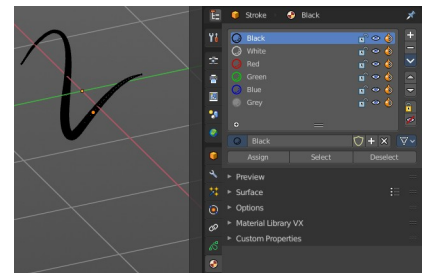 Stroke Black
Black
White
Red
Green
Blue
Grey
Black
Assign Select Deselect
Preview
Surface
Options
Material Library VX
Custom Properties